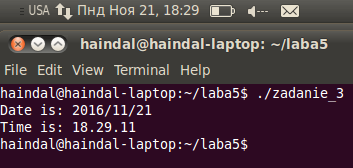 USA Пнд Ноя 21, 18:29
haindal@haindal-laptop: ~/laba5
File Edit View Terminal Help
haindal@haindal-laptop:~/laba5$ ./zadanie_3
Date is: 2016/11/21
Time is: 18.29.11
haindal@haindal-laptop:~/laba5$